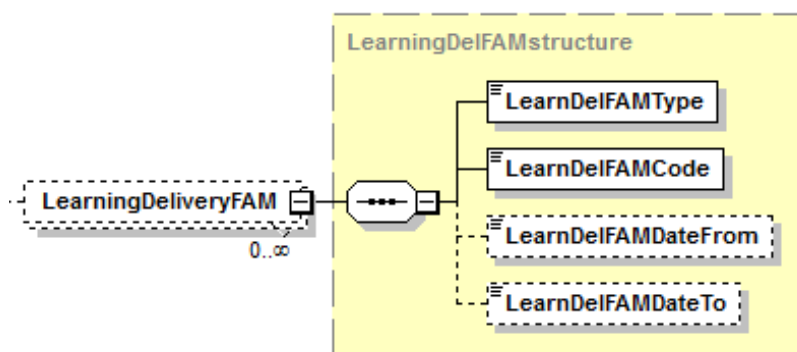 LearningDelFAMstructure
LearnDelFAMType
LearnDelFAMCode
LearningDeliveryFAM
0..∞
LearnDelFAMDateFrom
LearnDelFAMDateTo